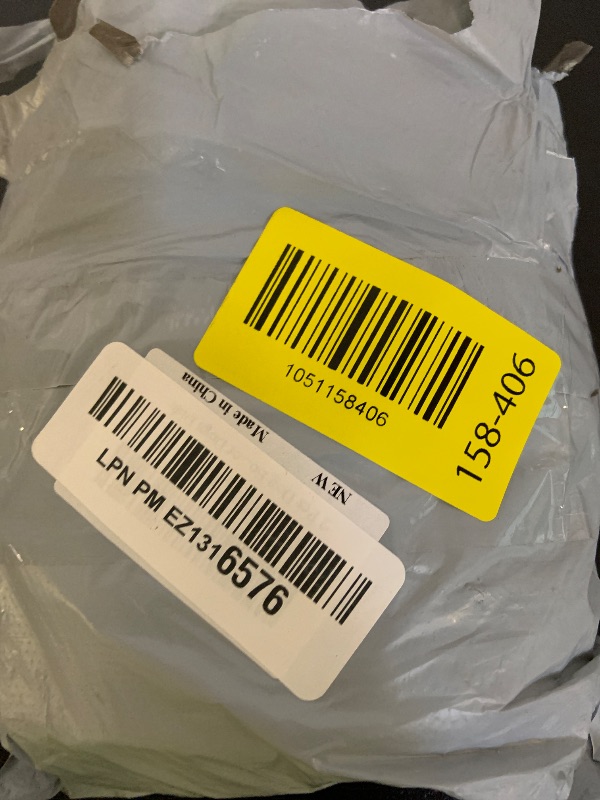 1051158406
158-406
Made in China
NEW
LPN PM EZ1316576